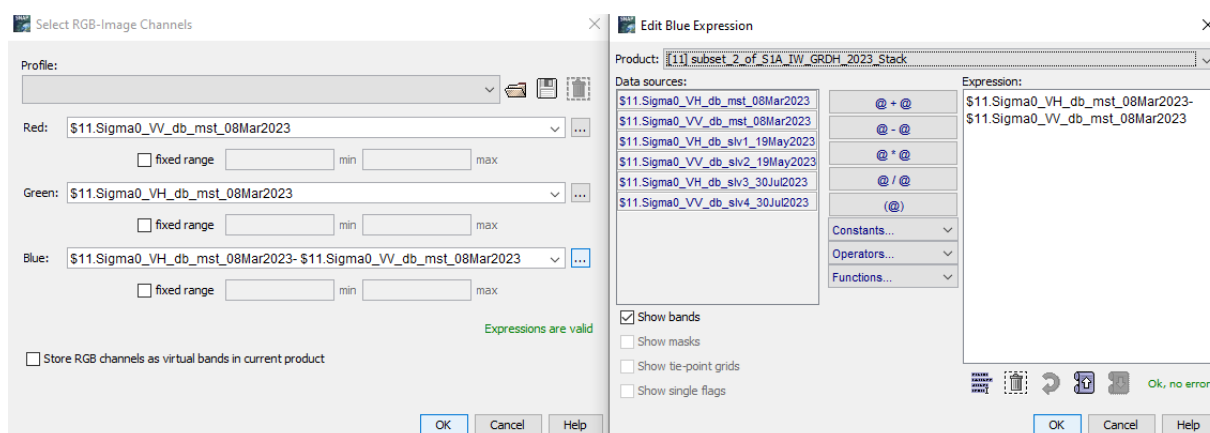 Select RGB-Image Channels
Profile:
Red: $11.Sigma0_VV_db_mst_08Mar2023 ...
fixed range min max
Green: $11.Sigma0_VH_db_mst_08Mar2023 ...
fixed range min max
Blue: $11.Sigma0_VH_db_mst_08Mar2023- $11.Sigma0_VV_db_mst_08Mar2023 ...
fixed range min max
Expressions are valid
Store RGB channels as virtual bands in current product
OK Cancel Help
Edit Blue Expression
Product: [11] subset_2_of_S1A_IW_GRDH_2023_Stack
Data sources: Expression:
$11.Sigma0_VH_db_mst_08Mar2023 @ + @ $11.Sigma0_VH_db_mst_08Mar2023-
$11.Sigma0_VV_db_mst_08Mar2023 @ - @ $11.Sigma0_VV_db_mst_08Mar2023
$11.Sigma0_VH_db_slv1_19May2023 @ * @
$11.Sigma0_VV_db_slv2_19May2023 @ / @
$11.Sigma0_VH_db_slv3_30Jul2023 (@)
$11.Sigma0_VV_db_slv4_30Jul2023
Constants...
Operators...
Functions...
Show bands
Show masks
Show tie-point grids
Show single flags
Ok, no error
OK Cancel Help